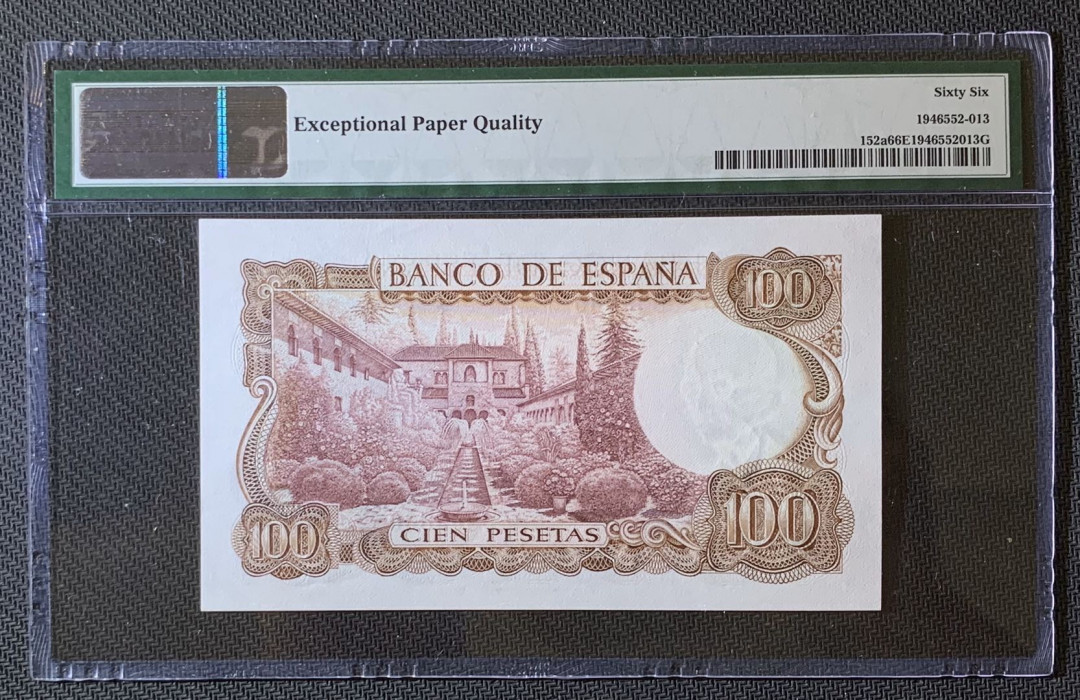 Sixty Six
Exceptional Paper Quality
1946552-013
152a66E1946552013G
BANCO DE ESPAÑA
100
100
CIEN PESETAS
100